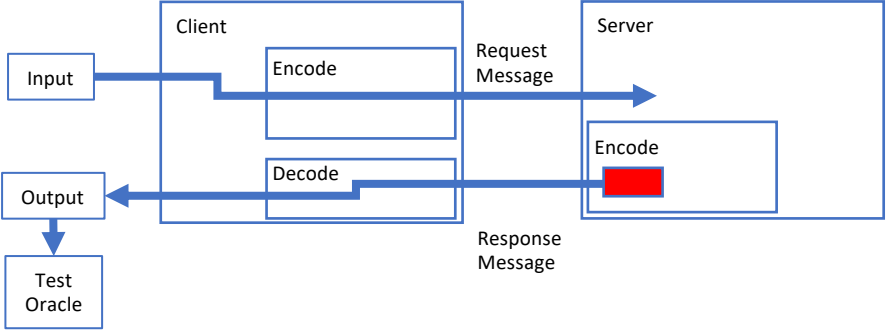 Client
Server
Request
Message
Encode
Input
Encode
Decode
Output
Response
Message
Test
Oracle